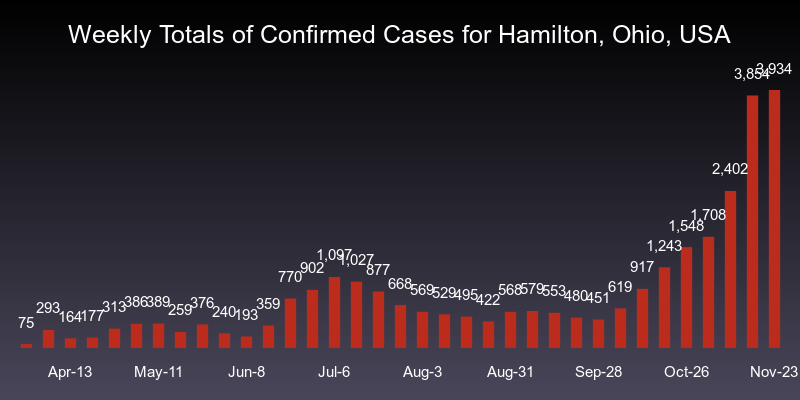 Weekly Totals of Confirmed Cases for Hamilton, Ohio, USA
75 293 164 177 313 386 389 259 376 240 193 359 770 902 1,097 1,027 877 668 569 529 495 422 568 579 553 480 451 619 917 1,243 1,548 1,708 2,402 3,854 3,934
Apr-13 May-11 Jun-8 Jul-6 Aug-3 Aug-31 Sep-28 Oct-26 Nov-23